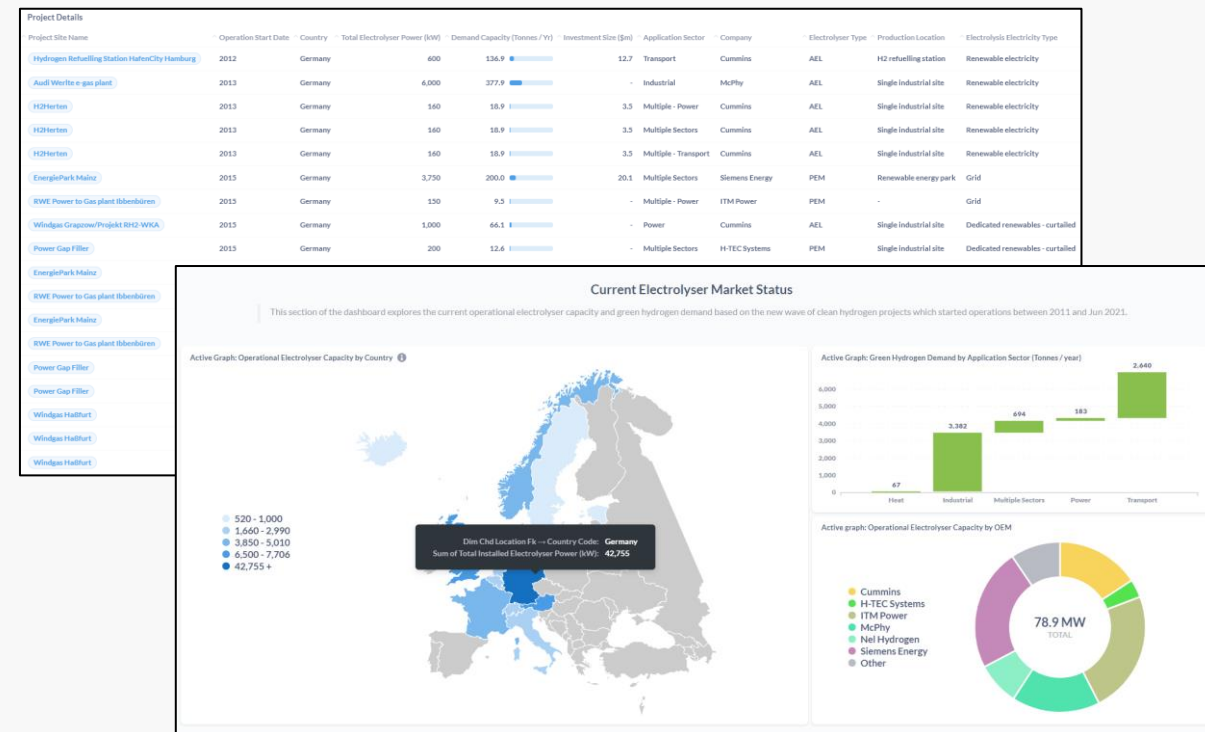 Project Details
Project Site Name Operation Start Date Country Total Electrolyser Power (kW) Demand Capacity (Tonnes / Yr) Investment Size ($m) Application Sector Company Electrolyser Type Production Location Electrolysis Electricity Type
Hydrogen Refuelling Station HafenCity Hamburg 2012 Germany 600 136.9 12.7 Transport Cummins AEL H2 refuelling station Renewable electricity
Audi Werlte e-gas plant 2013 Germany 6,000 377.9 - Industrial McPhy AEL Single industrial site Renewable electricity
H2Herten 2013 Germany 160 18.9 3.5 Multiple - Power Cummins AEL Single industrial site Renewable electricity
H2Herten 2013 Germany 160 18.9 3.5 Multiple Sectors Cummins AEL Single industrial site Renewable electricity
H2Herten 2013 Germany 160 18.9 3.5 Multiple - Transport Cummins AEL Single industrial site Renewable electricity
EnergiePark Mainz 2015 Germany 3,750 200.0 20.1 Multiple Sectors Siemens Energy PEM Renewable energy park Grid
RWE Power to Gas plant Ibbenbüren 2015 Germany 150 9.5 - Multiple - Power ITM Power PEM - Grid
Windgas Grapzow/Projekt RH2-WKA 2015 Germany 1,000 66.1 - Power Cummins AEL Single industrial site Dedicated renewables - curtailed
Power Gap Filler 2015 Germany 200 12.6 - Multiple Sectors H-TEC Systems PEM Single industrial site Dedicated renewables - curtailed
EnergiePark Mainz
RWE Power to Gas plant Ibbenbüren
EnergiePark Mainz
RWE Power to Gas plant Ibbenbüren
Power Gap Filler
Power Gap Filler
Windgas Haßfurt
Windgas Haßfurt
Windgas Haßfurt
Current Electrolyser Market Status
This section of the dashboard explores the current operational electrolyser capacity and green hydrogen demand based on the new wave of clean hydrogen projects which started operations between 2011 and Jun 2021.
Active Graph: Operational Electrolyser Capacity by Country
520 - 1,000
1,660 - 2,990
3,850 - 5,010
6,500 - 7,706
42,755 +
Dim Chd Location Fk → Country Code: Germany
Sum of Total Installed Electrolyser Power (kW): 42,755
Active Graph: Green Hydrogen Demand by Application Sector (Tonnes / year)
6,000
5,000
4,000
3,000
2,000
1,000
0
67
3,382
694
183
2,640
Heat Industrial Multiple Sectors Power Transport
Active graph: Operational Electrolyser Capacity by OEM
Cummins
H-TEC Systems
ITM Power
McPhy
Nel Hydrogen
Siemens Energy
Other
78.9 MW
TOTAL